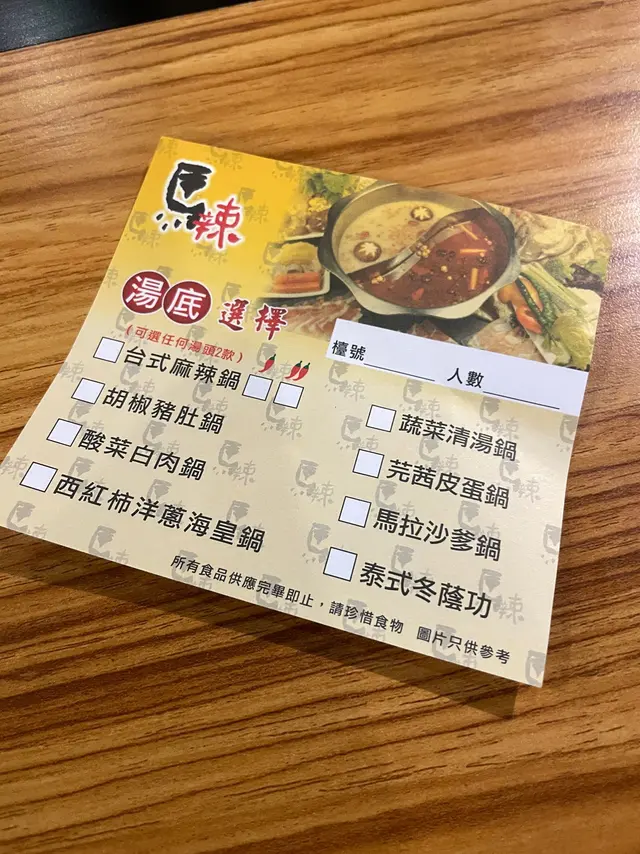 馬辣
湯底選擇
(可選任何湯頭2款)
台式麻辣鍋
胡椒豬肚鍋
酸菜白肉鍋
西紅柿洋蔥海皇鍋
檯號 人數
蔬菜清湯鍋
芫茜皮蛋鍋
馬拉沙爹鍋
泰式冬蔭功
所有食品供應完畢即止，請珍惜食物 圖片只供參考